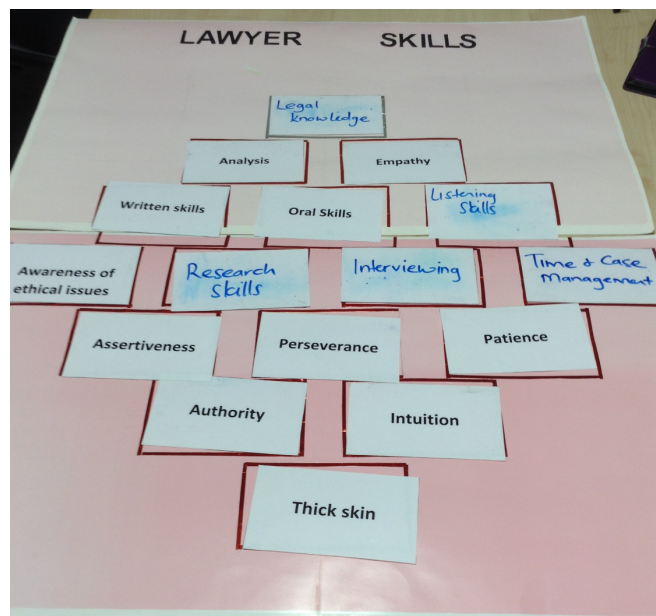 LAWYER SKILLS
Legal
knowledge
Analysis
Empathy
Written skills
Oral Skills
Listening
Skills
Awareness of
ethical issues
Research
skills
Interviewing
Time & Case
Management
Assertiveness
Perseverance
Patience
Authority
Intuition
Thick skin